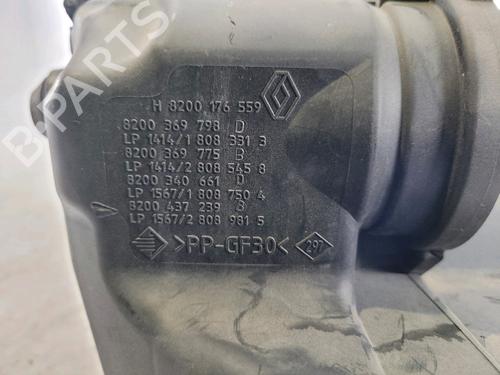 H 8200 176 559
8200 369 798 D
LP 1414/1 808 331 3
8200 369 775 B
LP 1414/2 808 545 8
8200 340 661 D
LP 1567/1 808 750 4
8200 437 239 B
LP 1567/2 808 981 5
>PP-GF30< 297
B-PARTS